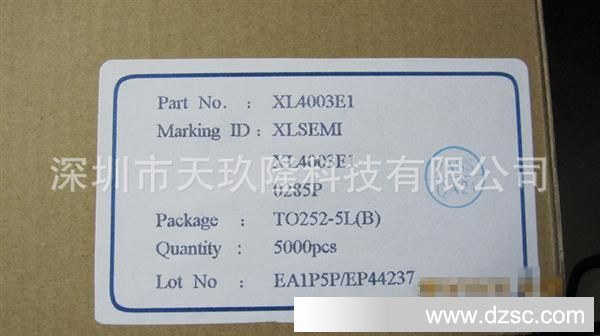 Part No. : XL4003E1
Marking ID : XLSEMI
XL4003E1
深圳市天玖隆科技有限公司
0285P
Package : TO252-5L(B)
Quantity : 5000pcs
Lot No : EA1P5P/EP44237
www.dzsc.com